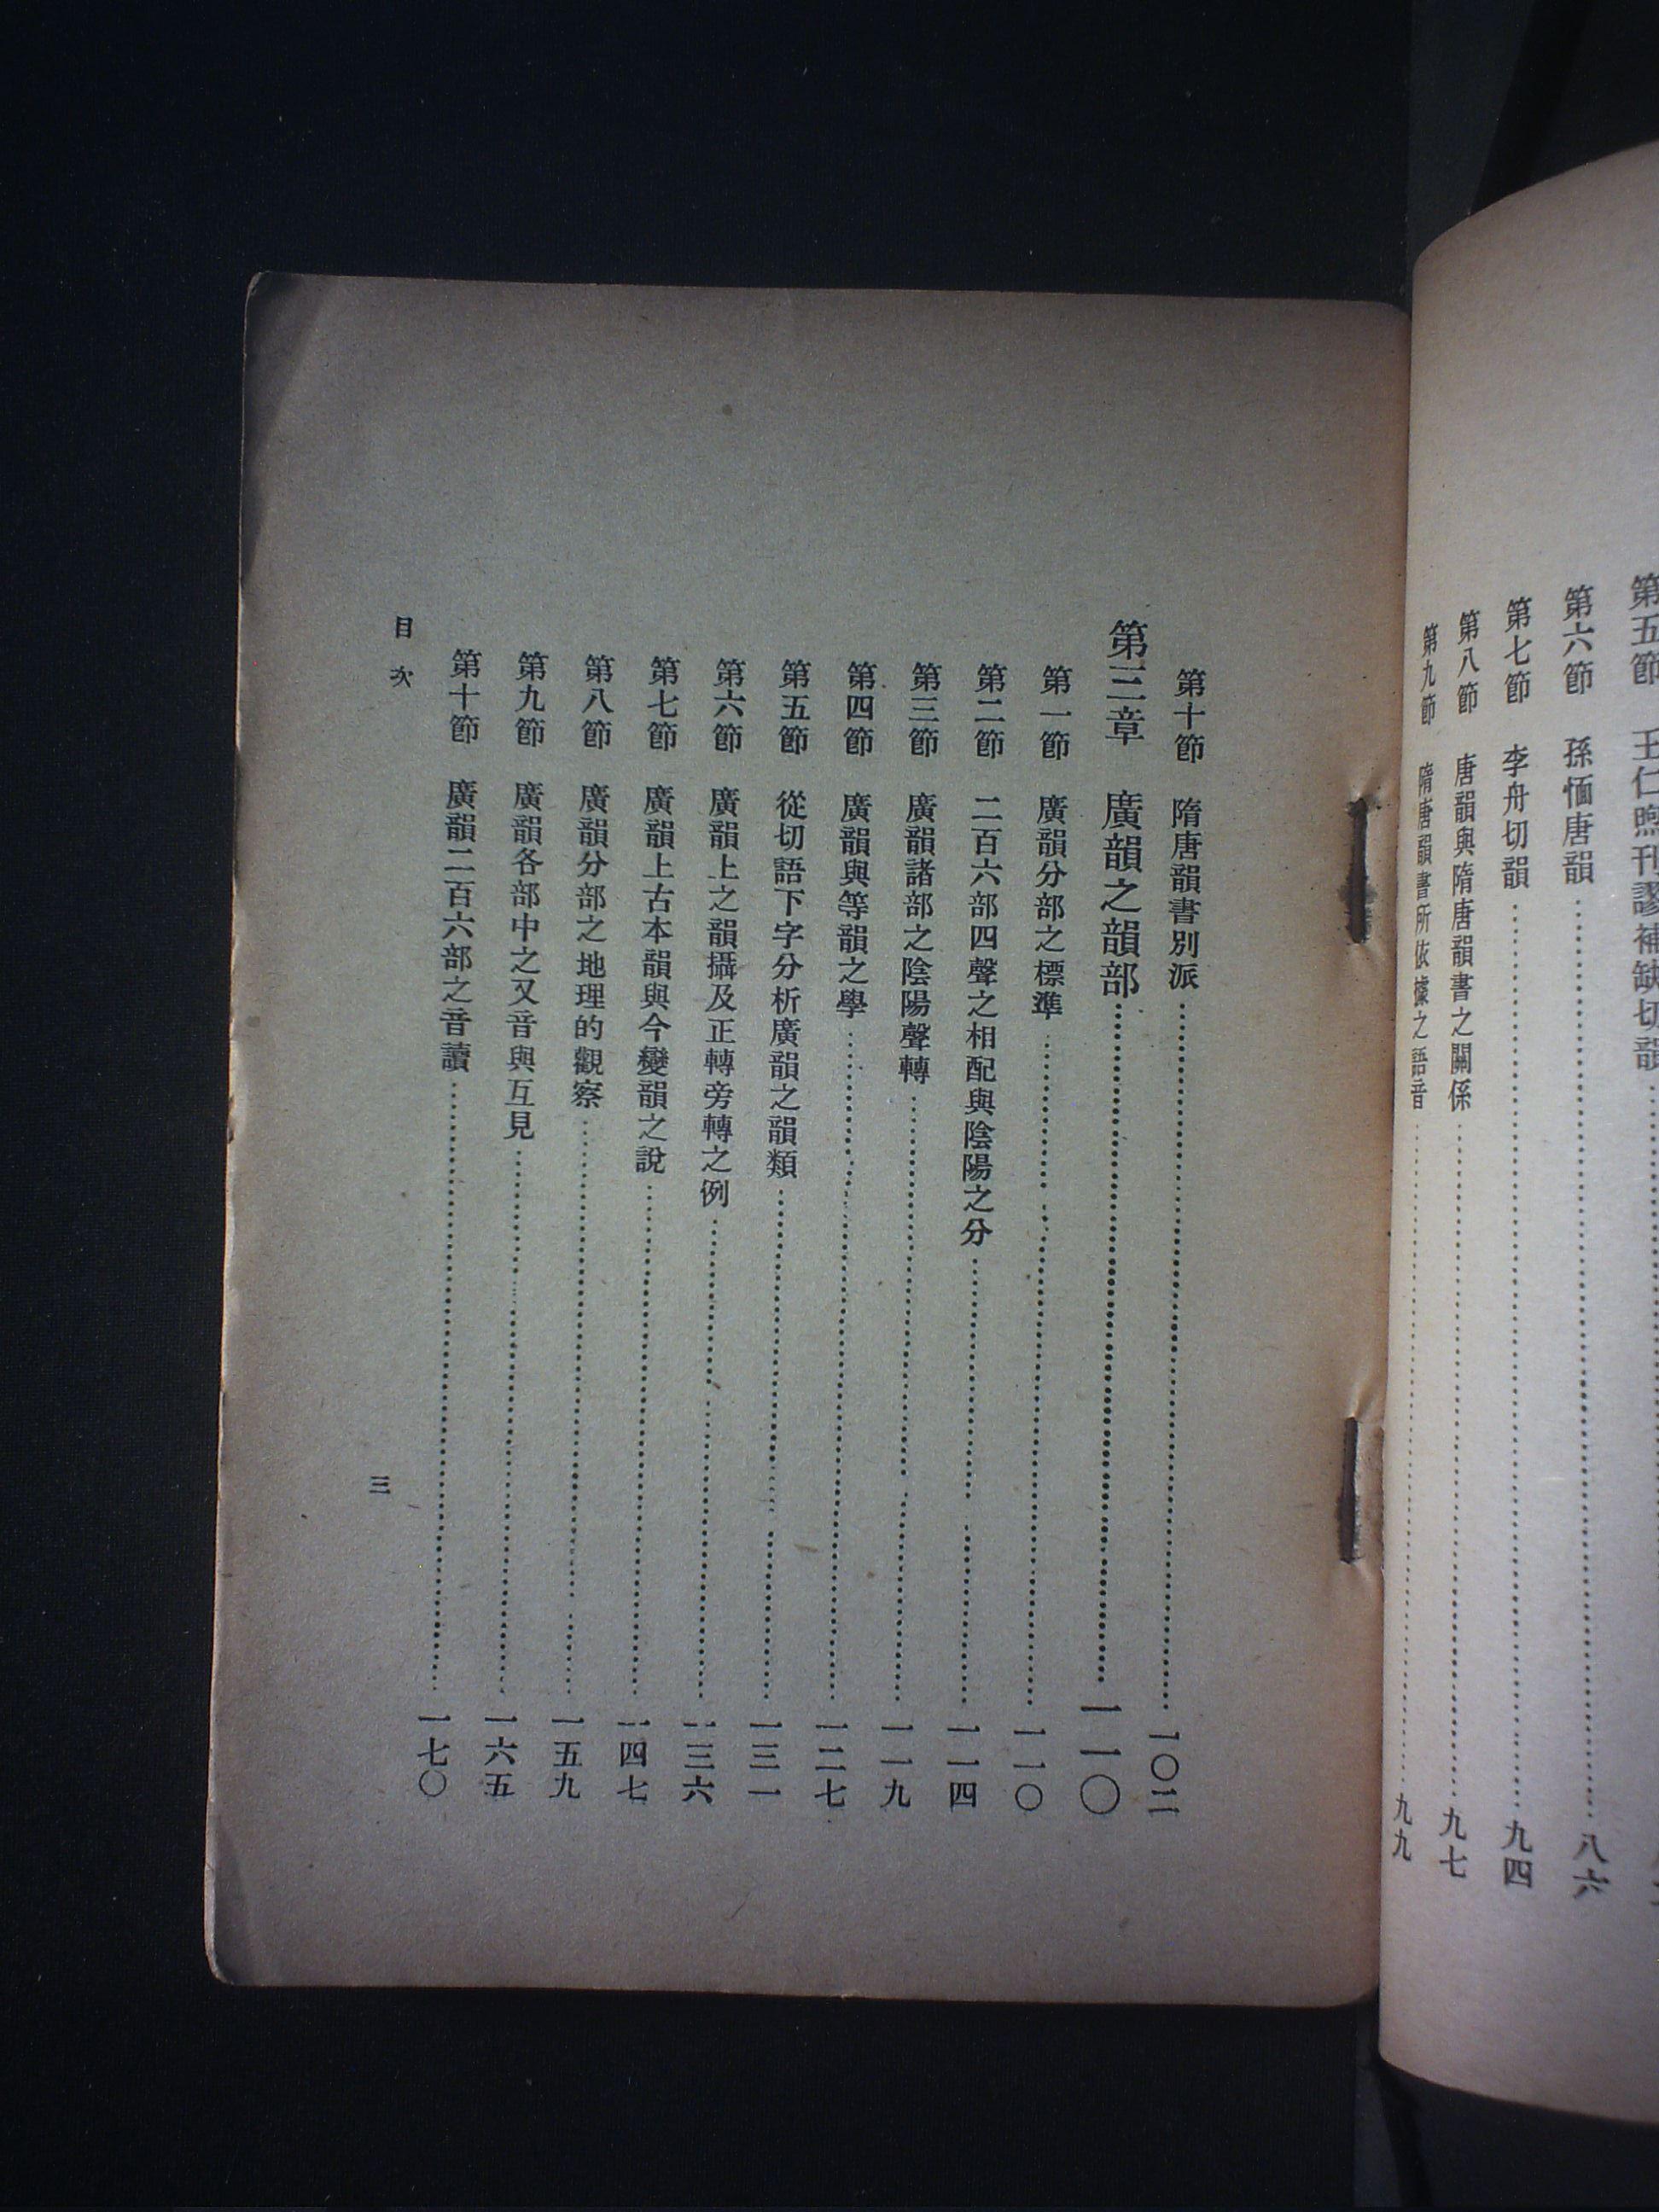 第五節　王仁煦刊謬補缺切韻……
第六節　孫愐唐韻……八六
第七節　李舟切韻……九四
第八節　唐韻與隋唐韻書之關係……九七
第九節　隋唐韻書所依據之語音……九九
第十節　隋唐韻書別派……一〇二
第三章　廣韻之韻部……一一〇
第一節　廣韻分部之標準……一一〇
第二節　二百六部四聲之相配與陰陽之分……一一四
第三節　廣韻諸部之陰陽聲轉……一一九
第四節　廣韻與等韻之學……一二七
第五節　從切語下字分析廣韻之韻類……一三一
第六節　廣韻上之韻攝及正轉旁轉之例……一三六
第七節　廣韻上古本韻與今變韻之說……一四七
第八節　廣韻分部之地理的觀察……一五九
第九節　廣韻各部中之又音與互見……一六五
第十節　廣韻二百六部之音讀……一七〇
目次
三